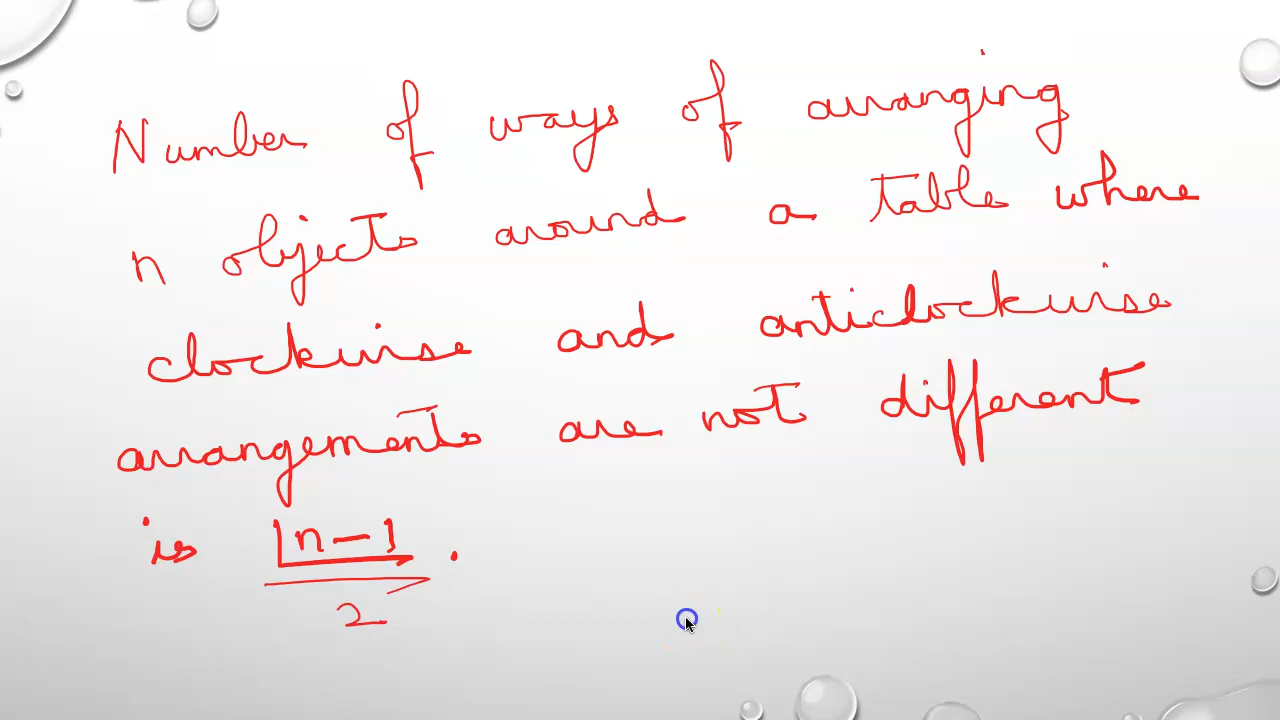 Number of ways of arranging
n objects around a table where
clockwise and anticlockwise
arrangements are not different
is |n-1 / 2 .